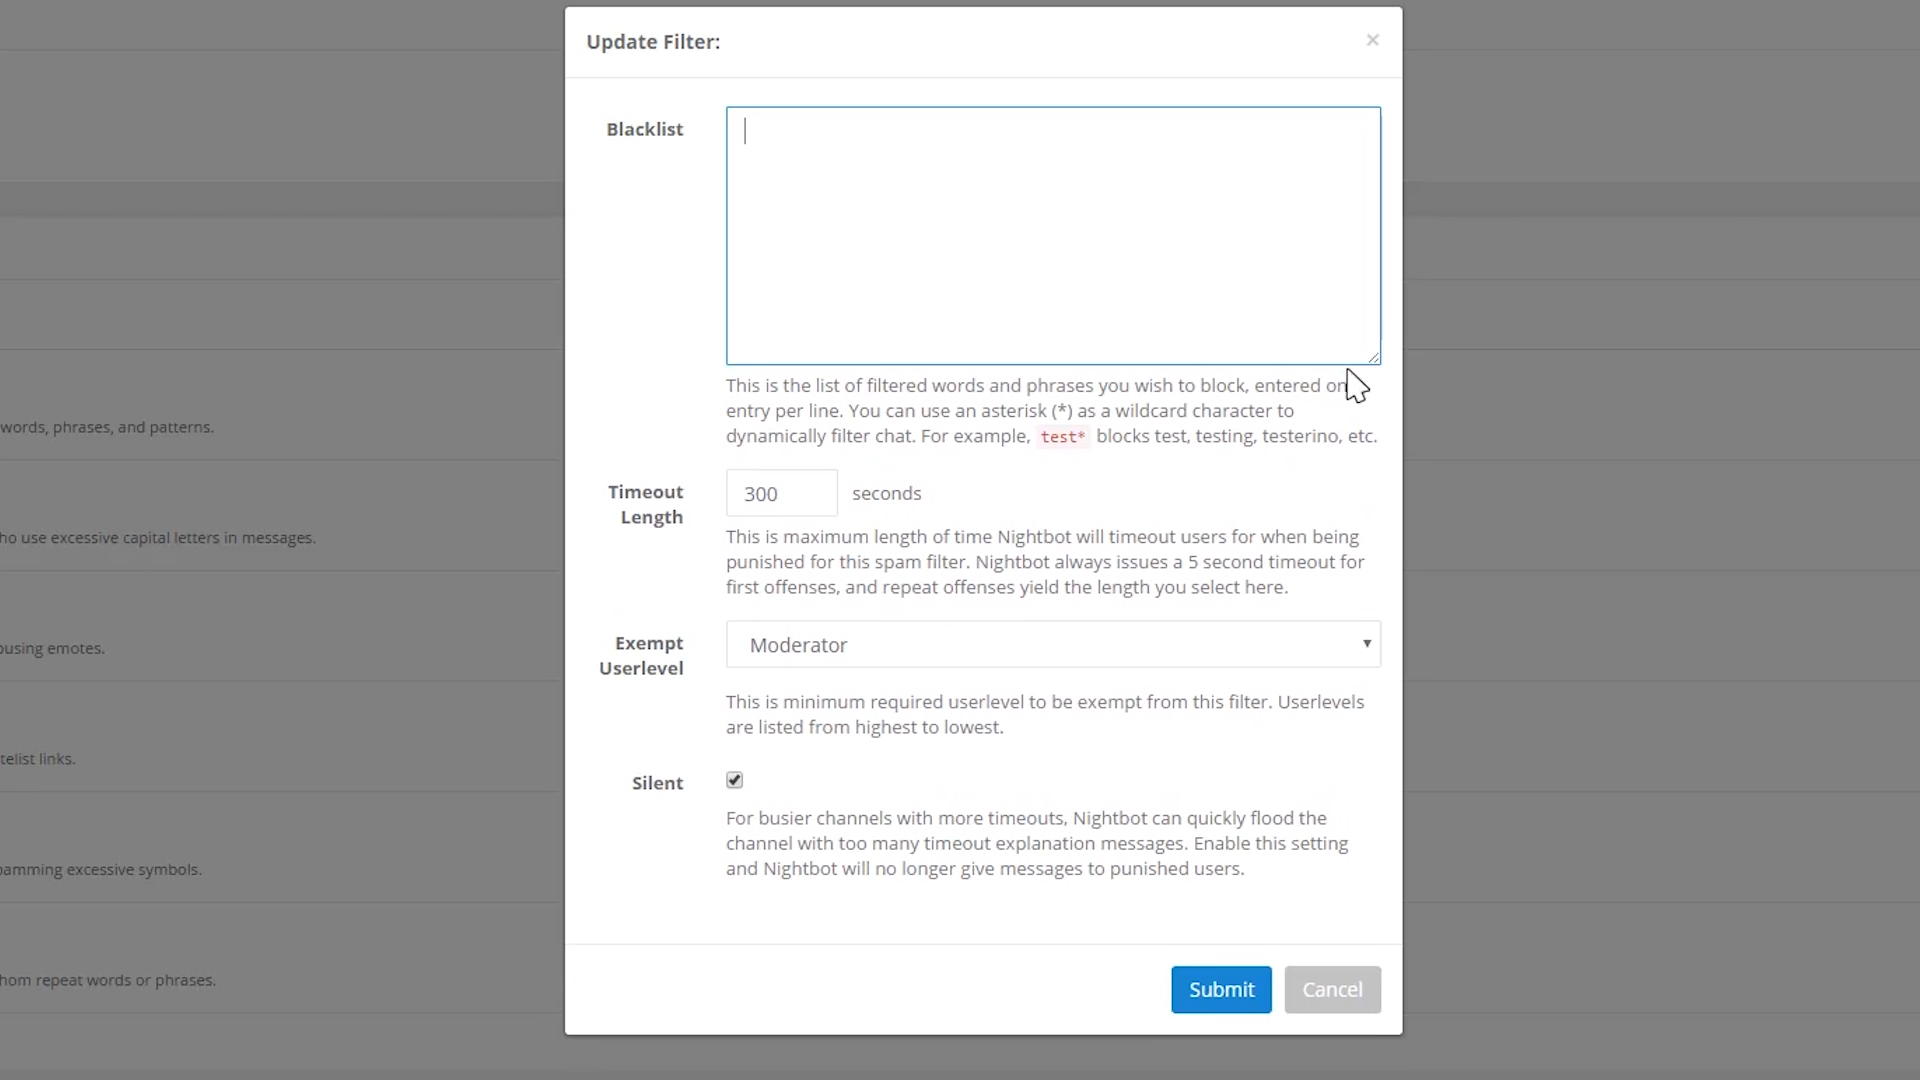 Update Filter:
×
Blacklist
This is the list of filtered words and phrases you wish to block, entered on
entry per line. You can use an asterisk (*) as a wildcard character to
dynamically filter chat. For example, test* blocks test, testing, testerino, etc.
Timeout
Length
300 seconds
This is maximum length of time Nightbot will timeout users for when being
punished for this spam filter. Nightbot always issues a 5 second timeout for
first offenses, and repeat offenses yield the length you select here.
Exempt
Userlevel
Moderator
This is minimum required userlevel to be exempt from this filter. Userlevels
are listed from highest to lowest.
Silent
For busier channels with more timeouts, Nightbot can quickly flood the
channel with too many timeout explanation messages. Enable this setting
and Nightbot will no longer give messages to punished users.
Submit
Cancel
words, phrases, and patterns.
ho use excessive capital letters in messages.
busing emotes.
telist links.
pamming excessive symbols.
hom repeat words or phrases.